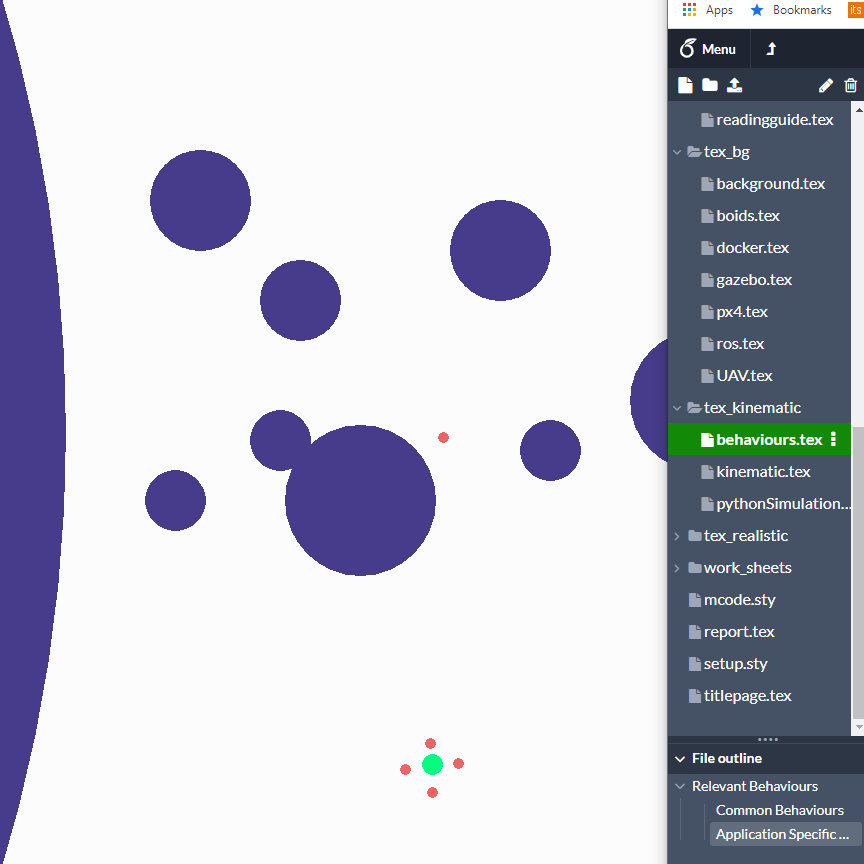 Apps Bookmarks its
Menu
readingguide.tex
tex_bg
background.tex
boids.tex
docker.tex
gazebo.tex
px4.tex
ros.tex
UAV.tex
tex_kinematic
behaviours.tex
kinematic.tex
pythonSimulation...
tex_realistic
work_sheets
mcode.sty
report.tex
setup.sty
titlepage.tex
File outline
Relevant Behaviours
Common Behaviours
Application Specific ...